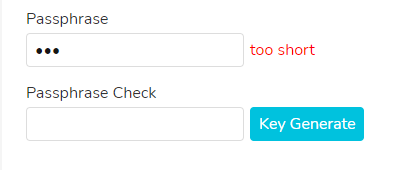 Passphrase
••• too short
Passphrase Check
Key Generate